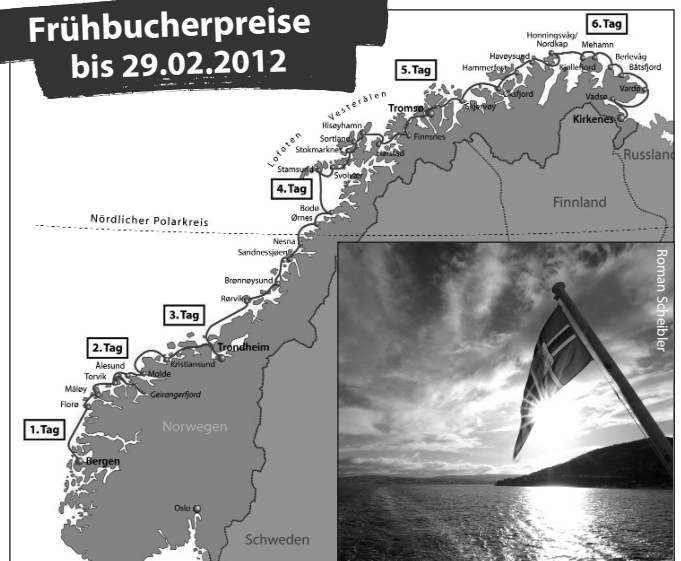 Frühbucherpreise
bis 29.02.2012
6. Tag
Honningsvåg/
Nordkap
Mehamn
Havøysund
Berlevåg
Kjøllefjord
Båtsfjord
Hammerfest
5. Tag
Øksfjord
Vardø
Vadsø
Skjervøy
Tromsø
Kirkenes
Vesterålen
Risøyhamn
Finnsnes
Russland
Sortland
Harstad
Lofoten
Stokmarknes
Stamsund
Svolvær
4. Tag
Finnland
Bodø
Ørnes
Nördlicher Polarkreis
Nesna
Sandnessjøen
Roman Scheibler
Brønnøysund
Rørvik
3. Tag
2. Tag
Trondheim
Kristiansund
Ålesund
Molde
Torvik
Måløy
Geirangerfjord
Florø
1. Tag
Norwegen
Bergen
Oslo
Schweden